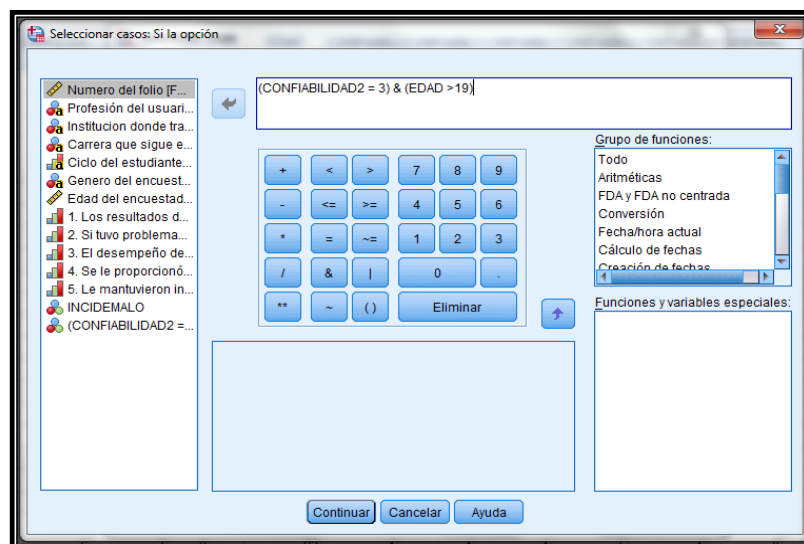 Seleccionar casos: Si la opción
Numero del folio [F...
Profesión del usuari...
Institucion donde tra...
Carrera que sigue e...
Ciclo del estudiante...
Genero del encuest...
Edad del encuestad...
1. Los resultados d...
2. Si tuvo problema...
3. El desempeño de...
4. Se le proporcionó...
5. Le mantuvieron in...
INCIDEMALO
(CONFIABILIDAD2 =...
(CONFIABILIDAD2 = 3) & (EDAD >19)
+ < > 7 8 9
- <= >= 4 5 6
* = ~= 1 2 3
/ & | 0 .
** ~ ( ) Eliminar
Grupo de funciones:
Todo
Aritméticas
FDA y FDA no centrada
Conversión
Fecha/hora actual
Cálculo de fechas
Creación de fechas
Funciones y variables especiales:
Continuar Cancelar Ayuda